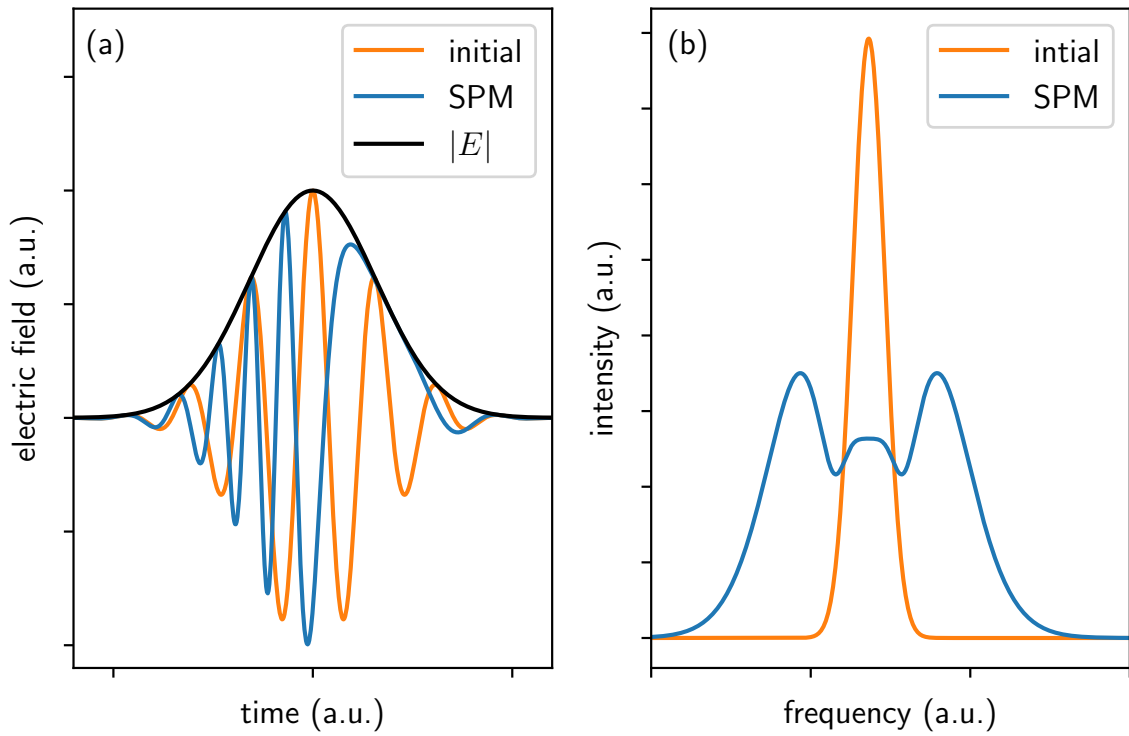 (a)
initial
SPM
|E|
electric field (a.u.)
time (a.u.)
(b)
intial
SPM
intensity (a.u.)
frequency (a.u.)